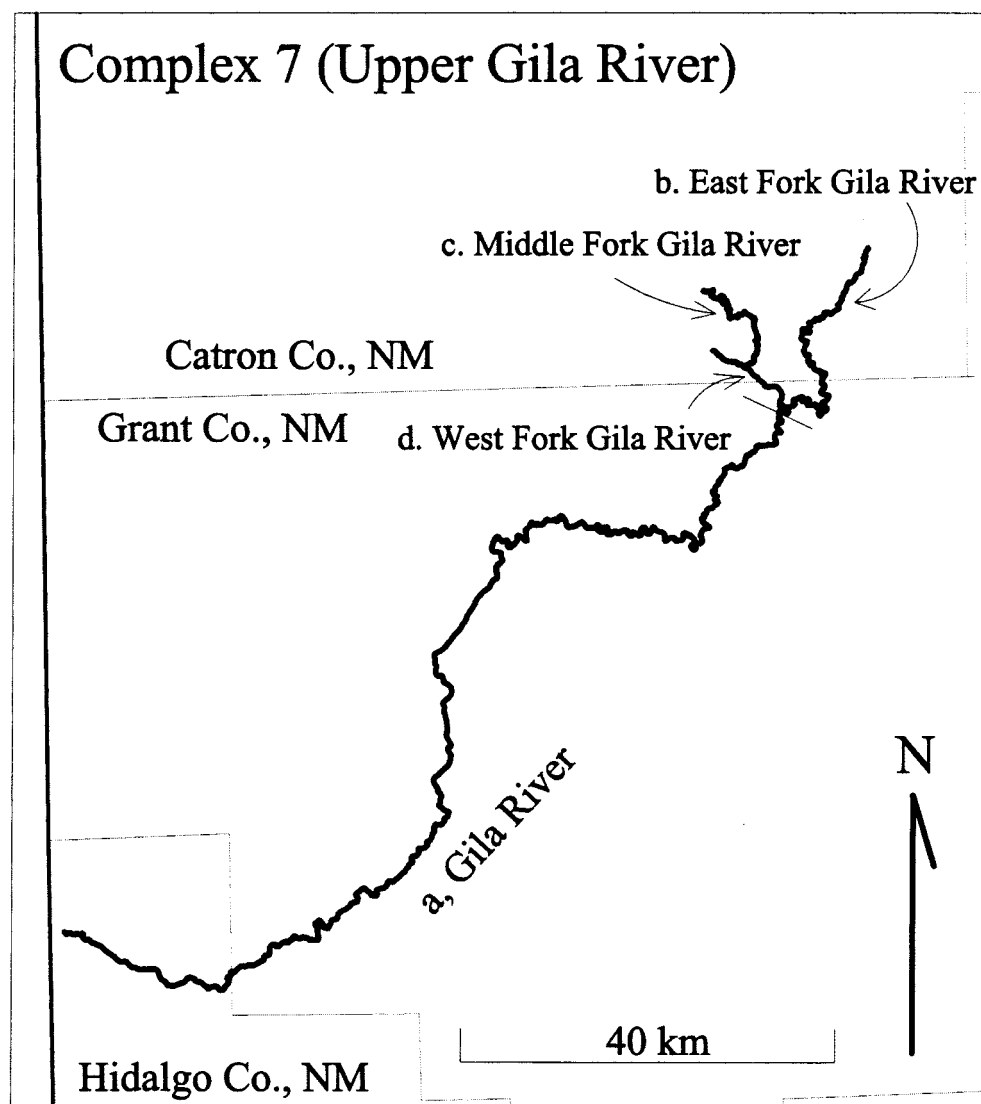 Complex 7 (Upper Gila River)
b. East Fork Gila River
c. Middle Fork Gila River
Catron Co., NM
Grant Co., NM
d. West Fork Gila River
N
a, Gila River
40 km
Hidalgo Co., NM